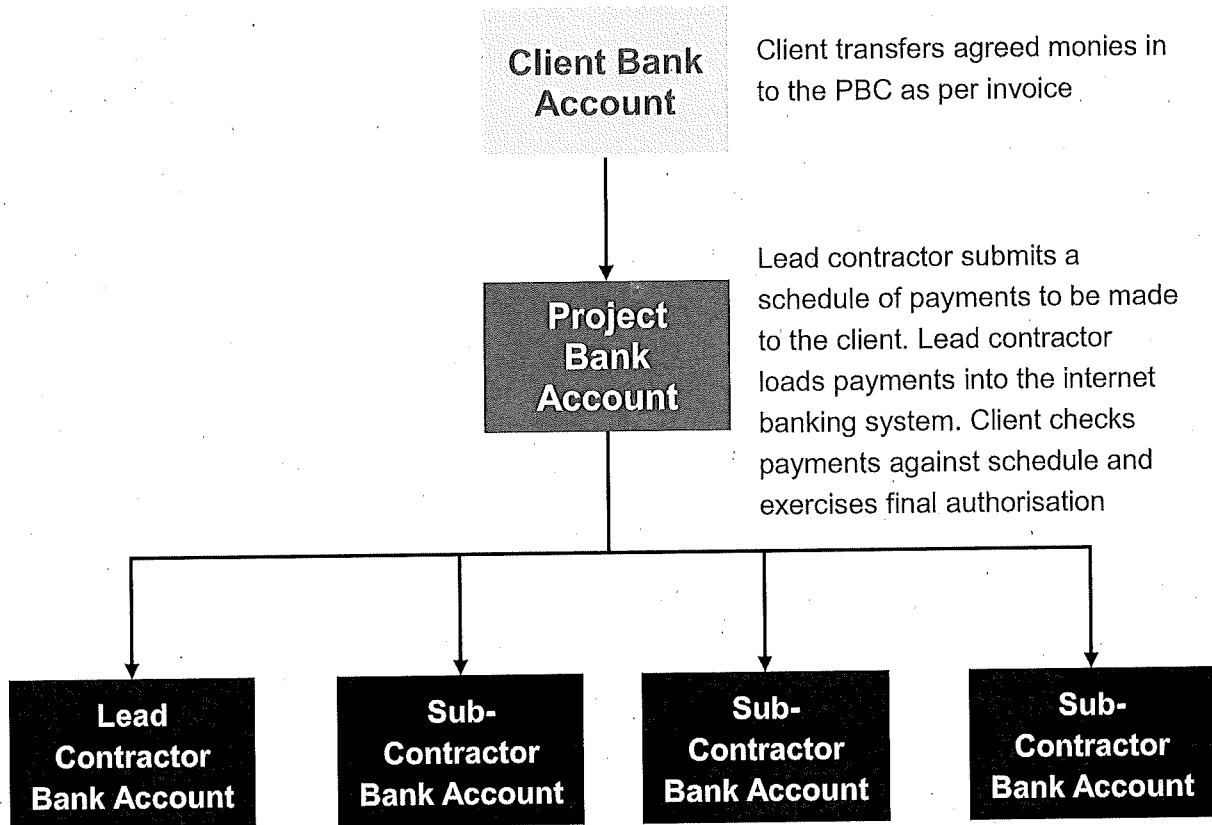 Client Bank
Account
Client transfers agreed monies in
to the PBC as per invoice
Project
Bank
Account
Lead contractor submits a
schedule of payments to be made
to the client. Lead contractor
loads payments into the internet
banking system. Client checks
payments against schedule and
exercises final authorisation
Lead
Contractor
Bank Account
Sub-
Contractor
Bank Account
Sub-
Contractor
Bank Account
Sub-
Contractor
Bank Account